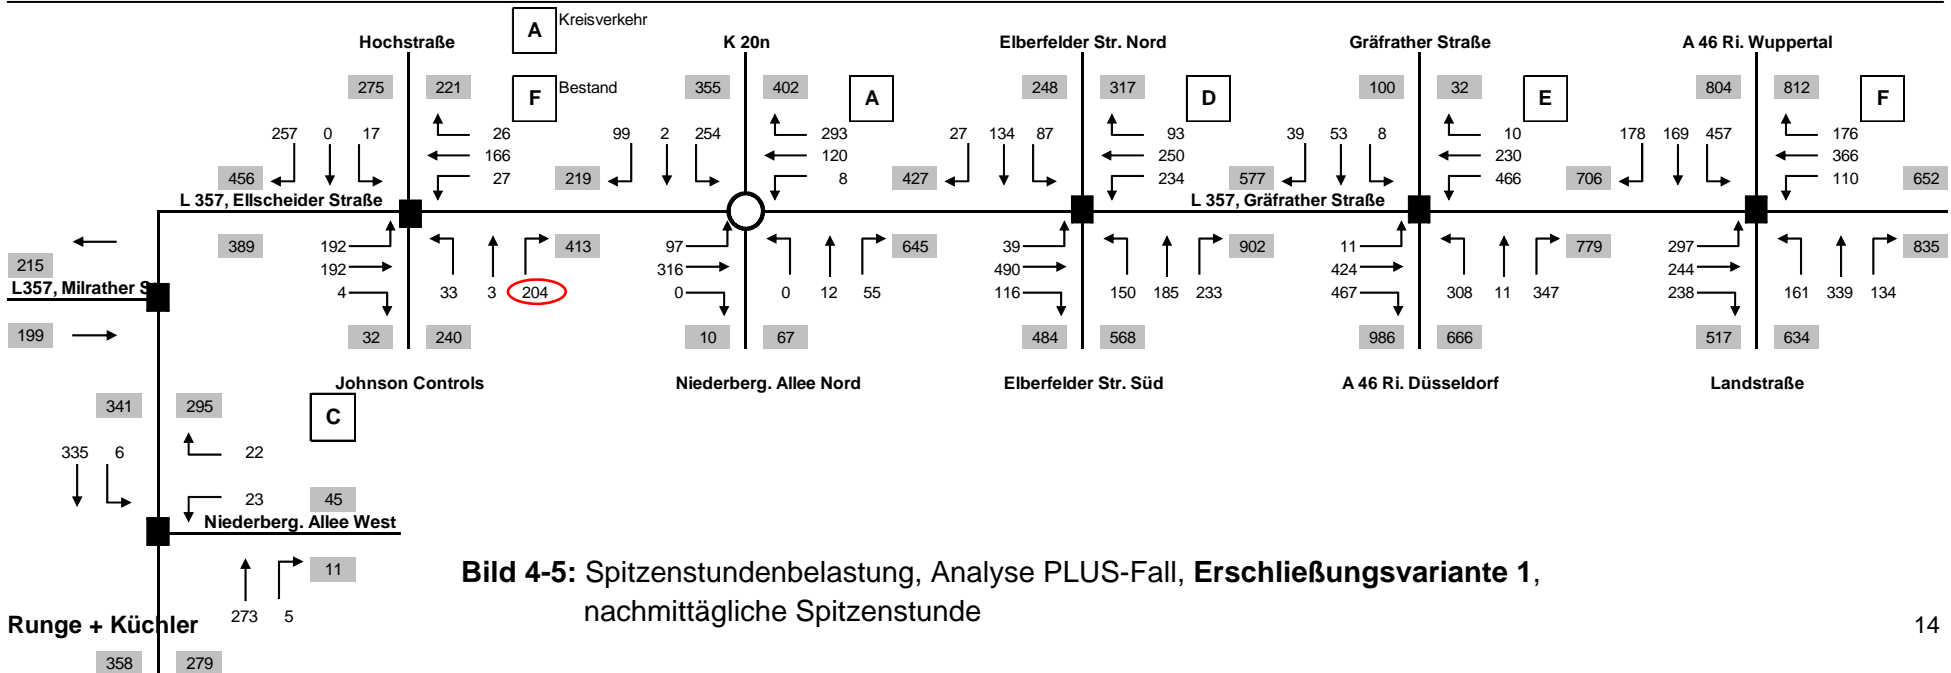 A Kreisverkehr
Hochstraße K 20n Elberfelder Str. Nord Gräfrather Straße A 46 Ri. Wuppertal
275 221 F Bestand 355 402 A 248 317 D 100 32 E 804 812 F
257 0 17 26 99 2 254 293 27 134 87 93 39 53 8 10 178 169 457 176
166 120 250 230 366
456 27 219 8 427 234 577 466 706 110 652
L 357, Ellscheider Straße L 357, Gräfrather Straße
389 192 413 97 645 39 902 11 779 297 835
215 192 316 490 424 244
L357, Milrather S 4 33 3 204 0 0 12 55 116 150 185 233 467 308 11 347 238 161 339 134
199 32 240 10 67 484 568 986 666 517 634
Johnson Controls Niederberg. Allee Nord Elberfelder Str. Süd A 46 Ri. Düsseldorf Landstraße
341 295 C
335 6 22
23 45
Niederberg. Allee West
11
Bild 4-5: Spitzenstundenbelastung, Analyse PLUS-Fall, Erschließungsvariante 1,
nachmittägliche Spitzenstunde
273 5
Runge + Küchler 14
358 279